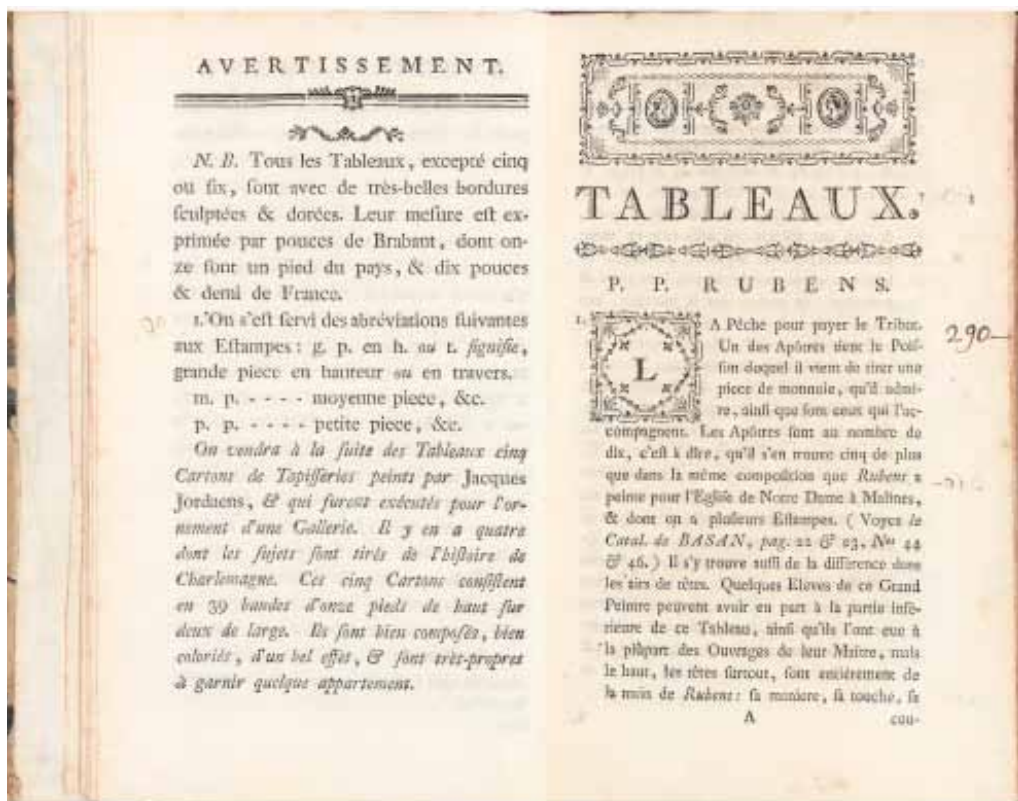 AVERTISSEMENT.
N. B. Tous les Tableaux, excepté cinq
ou six, sont avec de très-belles bordures
sculptées & dorées. Leur mesure est ex-
primée par pouces de Brabant, dont on-
ze font un pied du pays, & dix pouces
& demi de France.
L'On s'est servi des abréviations suivantes
aux Estampes: g. p. en h. ou t. signifie,
grande piece en hauteur ou en travers.
m. p. - - - - moyenne piece, &c.
p. p. - - - - petite piece, &c.
On vendra à la suite des Tableaux cinq
Cartons de Tapisseries peints par Jacques
Jordaens, & qui furent exécutés pour l'or-
nement d'une Gallerie. Il y en a quatre
dont les sujets sont tirés de l'histoire de
Charlemagne. Ces cinq Cartons consistent
en 39 bandes d'onze pieds de haut sur
deux de large. Ils sont bien composés, bien
coloriés, d'un bel effet, & sont très-propres
à garnir quelque appartement.
TABLEAUX.
P. P. RUBENS.
1. LA Pêche pour payer le Tribut.
Un des Apôtres tient le Pois-
son duquel il vient de tirer une
piece de monnaie, qu'il admi-
re, ainsi que font ceux qui l'ac-
compagnent. Les Apôtres sont au nombre de
dix, c'est à dire, qu'il s'en trouve cinq de plus
que dans la même composition que Rubens a
peinte pour l'Eglise de Notre Dame à Malines,
& dont on a plusieurs Estampes. (Voyez le
Catal. de BASAN, pag. 22 & 23, Nos 44
& 46.) Il s'y trouve aussi de la différence dans
les airs de têtes. Quelques Eleves de ce Grand
Peintre peuvent avoir eu part à la partie infé-
rieure de ce Tableau, ainsi qu'ils l'ont eue à
la plûpart des Ouvrages de leur Maitre, mais
le haut, les têtes surtout, sont entiérement de
la main de Rubens: sa maniere, sa touche, sa
A cou-
290-